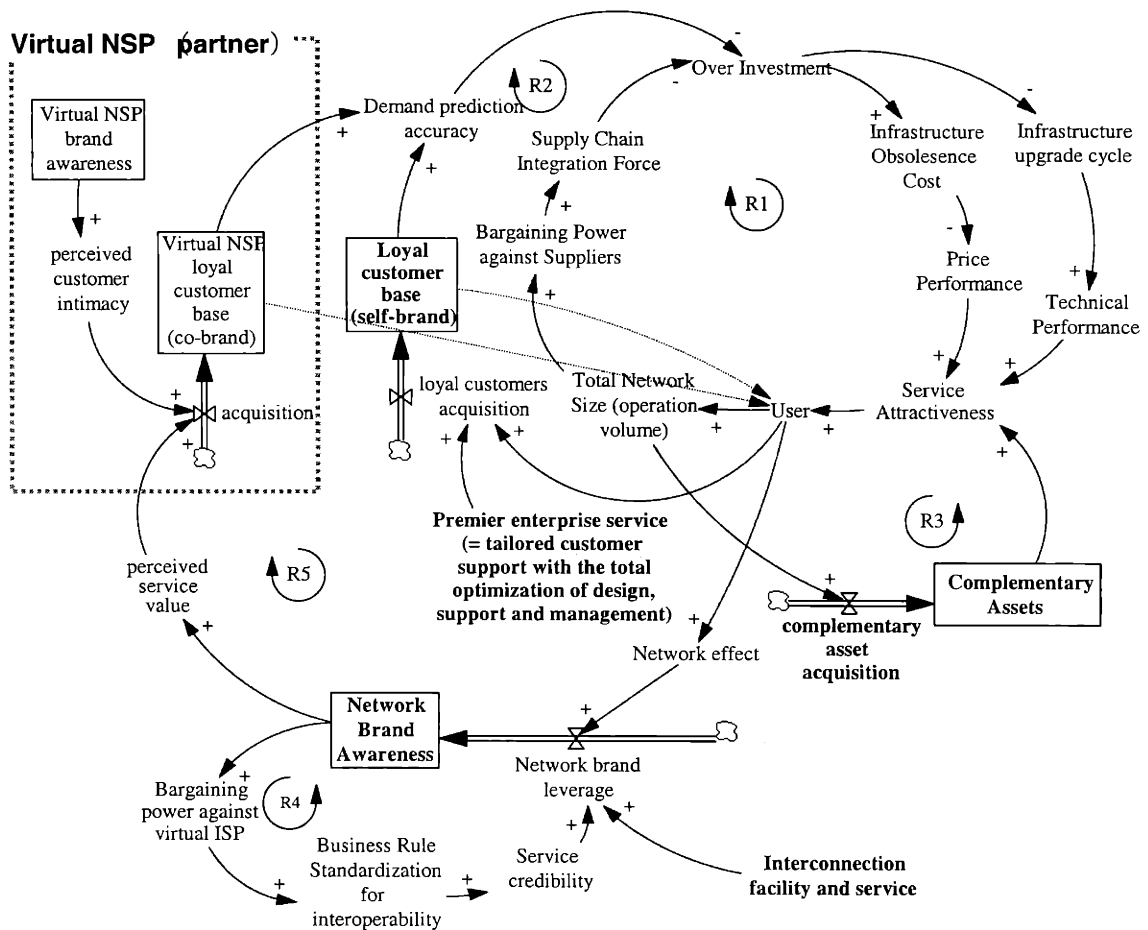 Virtual NSP (partner)
Virtual NSP
brand
awareness
+
perceived
customer
intimacy
+
Virtual NSP
loyal
customer
base
(co-brand)
acquisition
+
+
Demand prediction
accuracy
+
R2
-
Over Investment
-
Supply Chain
Integration Force
+
Bargaining Power
against Suppliers
+
+
Infrastructure
Obsolesence
Cost
-
Infrastructure
upgrade cycle
R1
-
Price
Performance
+
Technical
Performance
+
+
Loyal
customer
base
(self-brand)
loyal customers
acquisition
+
+
Total Network
Size (operation
volume)
+
User
+
Service
Attractiveness
+
R3
Premier enterprise service
(= tailored customer
support with the total
optimization of design,
support and management)
+
complementary
asset
acquisition
Complementary
Assets
perceived
service
value
+
R5
+
Network effect
+
Network
Brand
Awareness
Network brand
leverage
+
+
Bargaining
power against
virtual ISP
+
R4
+
Business Rule
Standardization
for
interoperability
+
Service
credibility
Interconnection
facility and service